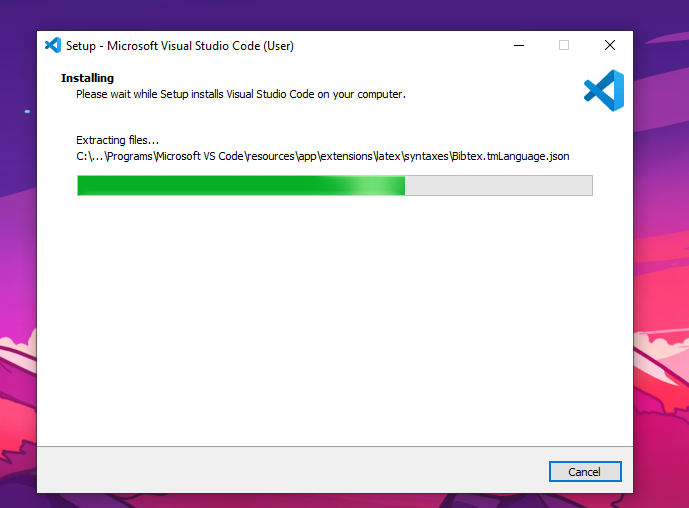 Setup - Microsoft Visual Studio Code (User)
Installing
Please wait while Setup installs Visual Studio Code on your computer.
Extracting files...
C:\...\Programs\Microsoft VS Code\resources\app\extensions\latex\syntaxes\Bibtex.tmLanguage.json
Cancel